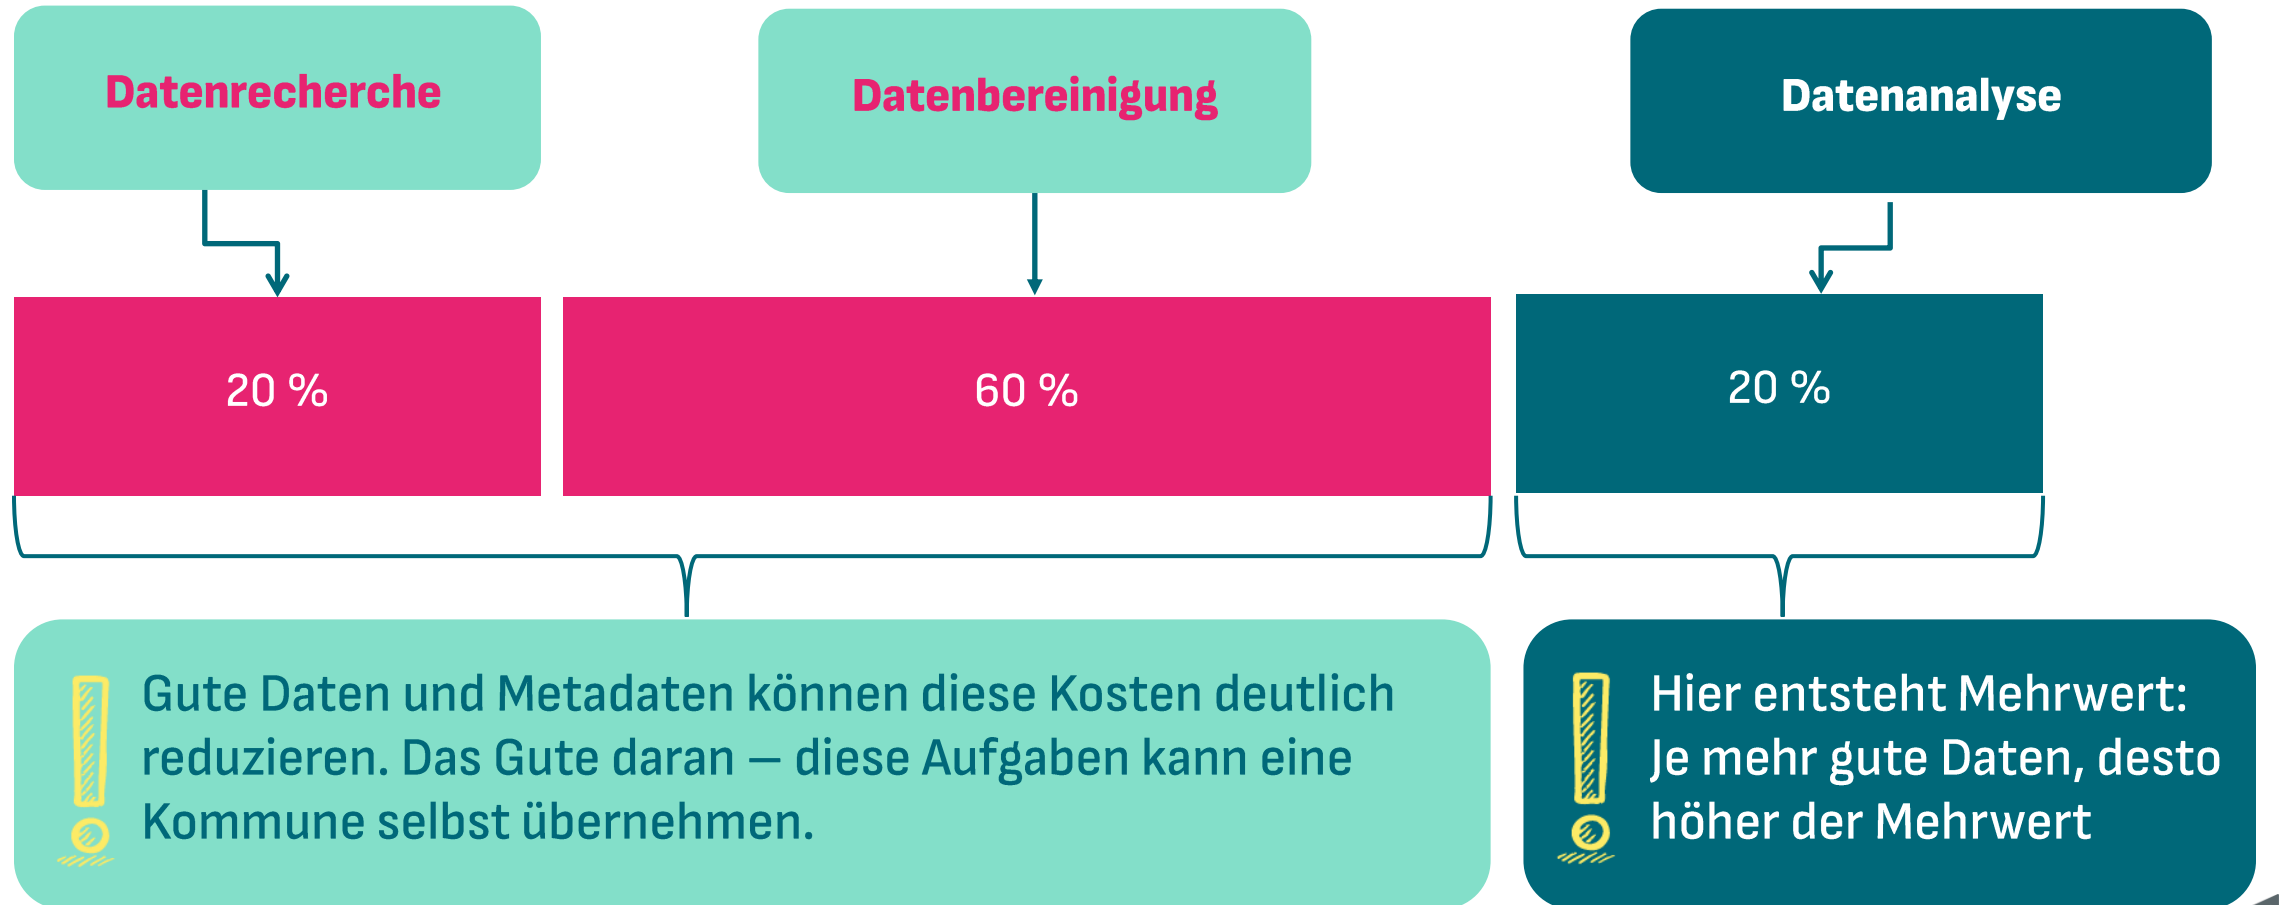 Datenrecherche
Datenbereinigung
Datenanalyse
20 %
60 %
20 %
Gute Daten und Metadaten können diese Kosten deutlich
reduzieren. Das Gute daran – diese Aufgaben kann eine
Kommune selbst übernehmen.
Hier entsteht Mehrwert:
Je mehr gute Daten, desto
höher der Mehrwert